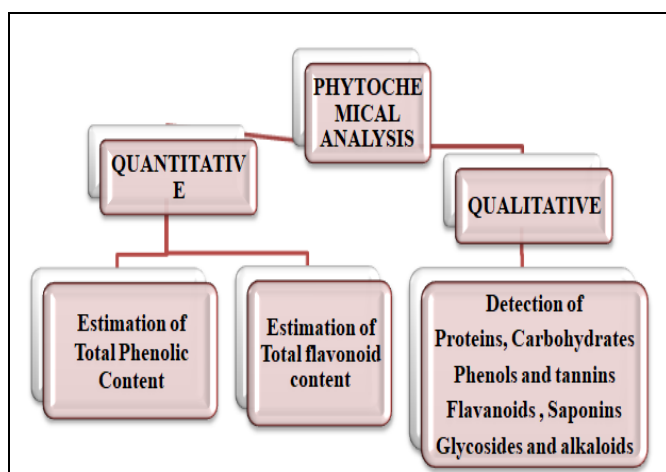 PHYTOCHE
MICAL
ANALYSIS
QUANTITATIV
E
QUALITATIVE
Estimation of
Total Phenolic
Content
Estimation of
Total flavonoid
content
Detection of
Proteins, Carbohydrates
Phenols and tannins
Flavanoids , Saponins
Glycosides and alkaloids